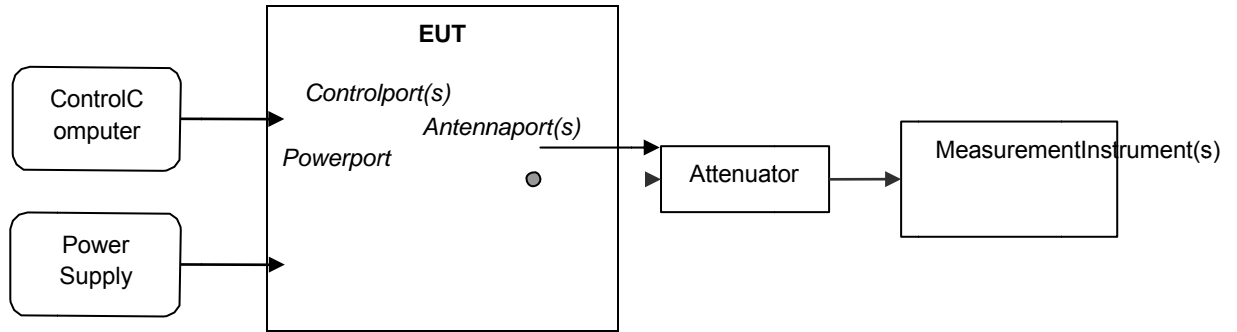 EUT
ControlC
omputer
Controlport(s)
Antennaport(s)
Powerport
Attenuator
MeasurementInstrument(s)
Power
Supply